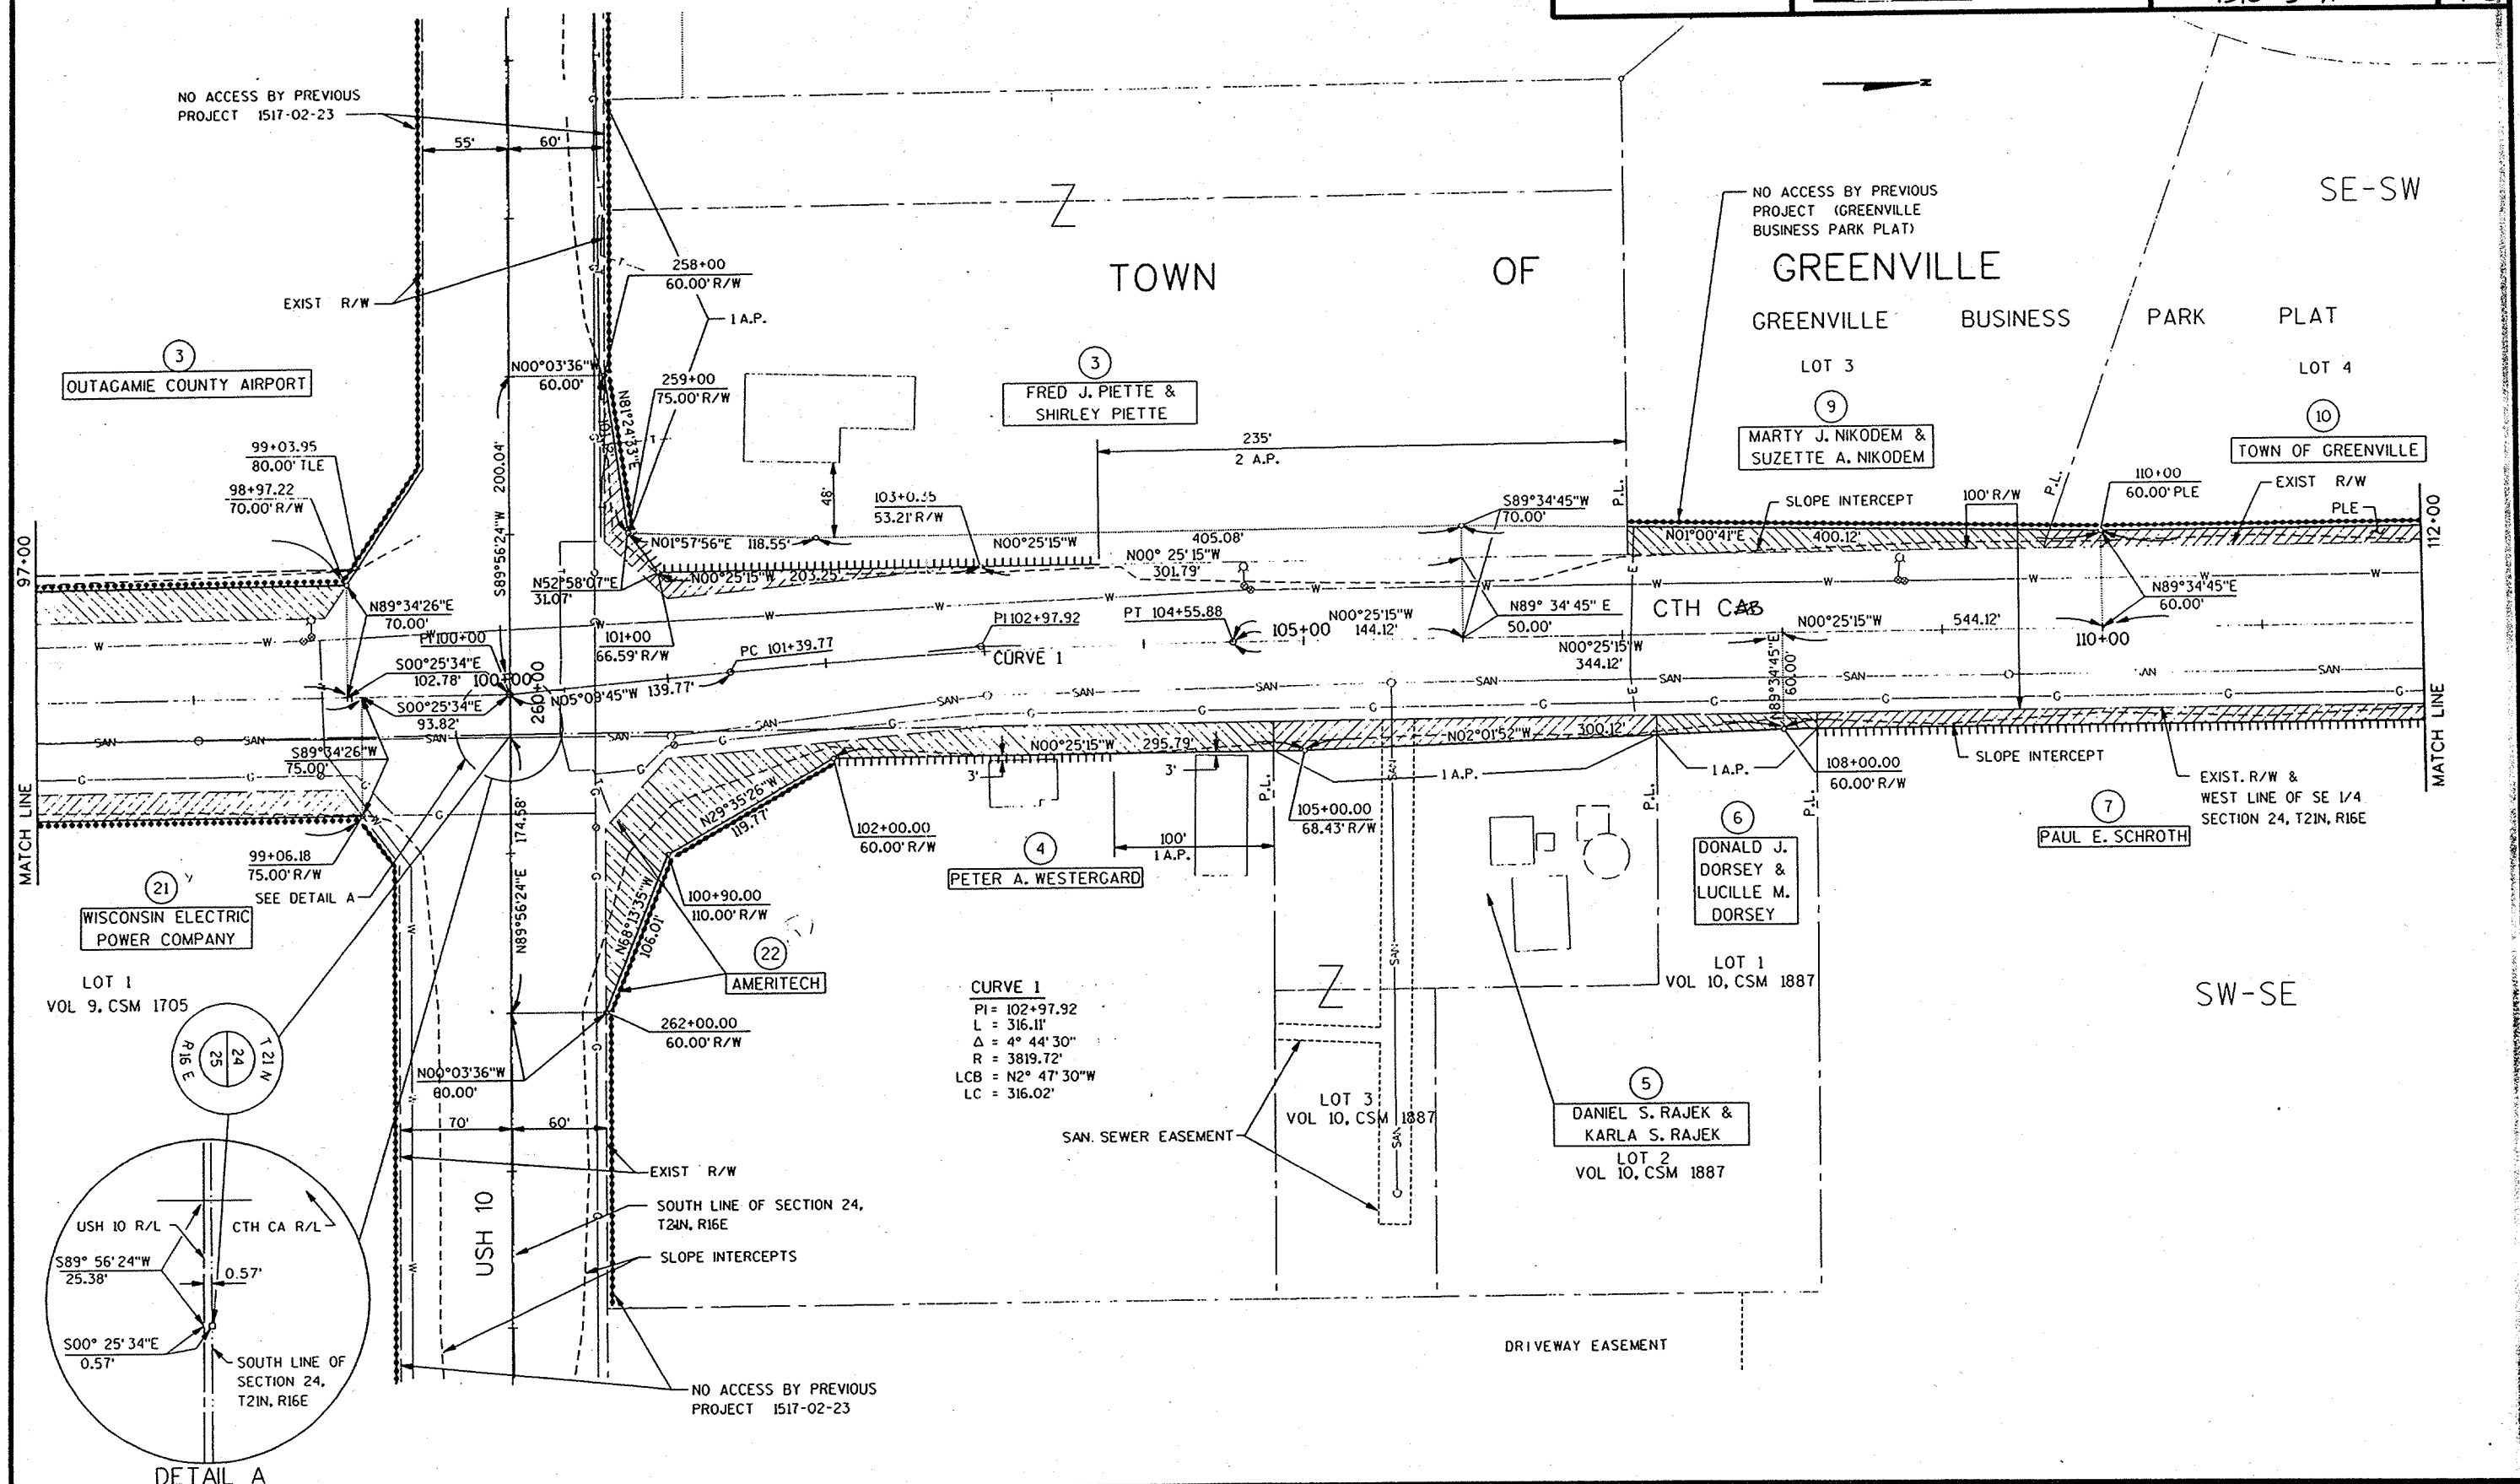 NO ACCESS BY PREVIOUS
PROJECT 1517-02-23
55'
60'
EXIST R/W
258+00
60.00' R/W
1 A.P.
N00°03'36"W
60.00'
259+00
75.00' R/W
N81°24'33"E
S89°56'24"W 200.04'
3
OUTAGAMIE COUNTY AIRPORT
99+03.95
80.00' TLE
98+97.22
70.00' R/W
97+00
MATCH LINE
TOWN OF
GREENVILLE
GREENVILLE BUSINESS PARK PLAT
Z
N
NO ACCESS BY PREVIOUS
PROJECT (GREENVILLE
BUSINESS PARK PLAT)
SE-SW
LOT 3
LOT 4
3
FRED J. PIETTE &
SHIRLEY PIETTE
9
MARTY J. NIKODEM &
SUZETTE A. NIKODEM
10
TOWN OF GREENVILLE
235'
2 A.P.
48'
53.21' R/W
S89°34'45"W
70.00'
P.L.
SLOPE INTERCEPT
100' R/W
P.L.
110+00
60.00' PLE
EXIST R/W
PLE
112+00
MATCH LINE
N01°57'56"E 118.55'
N00°25'15"W
405.08'
N00° 25'15"W
301.79'
N01°00'41"E 400.12'
N52°58'07"E
31.07'
N00°25'15"W 203.25'
101+00
66.59' R/W
PI 102+97.92
PT 104+55.88
105+00
N00°25'15"W
144.12'
N89° 34'45" E
50.00'
CTH CAB
N00°25'15"W
344.12'
N00°25'15"W 544.12'
N89°34'45"E
60.00'
110+00
N89°34'26"E
70.00'
PI 100+00
S00°25'34"E
102.78'
100+00
S00°25'34"E
93.82'
260+00
N05°09'45"W 139.77'
PC 101+39.77
CURVE 1
N89°34'45"E
60.00'
S89°34'26"W
75.00'
N00°25'15"W 295.79'
3'
3'
N02°01'52"W 300.12'
1 A.P.
1 A.P.
108+00.00
60.00' R/W
SLOPE INTERCEPT
EXIST. R/W &
WEST LINE OF SE 1/4
SECTION 24, T21N, R16E
99+06.18
75.00' R/W
SEE DETAIL A
N89°56'24"E 174.58'
N29°35'26"W
119.77'
102+00.00
60.00' R/W
100'
1 A.P.
105+00.00
68.43' R/W
P.L.
P.L.
P.L.
21
WISCONSIN ELECTRIC
POWER COMPANY
LOT 1
VOL 9, CSM 1705
4
PETER A. WESTERGARD
6
DONALD J.
DORSEY &
LUCILLE M.
DORSEY
LOT 1
VOL 10, CSM 1887
7
PAUL E. SCHROTH
100+90.00
110.00' R/W
N68°13'35"W
106.01'
22
AMERITECH
262+00.00
60.00' R/W
CURVE 1
PI = 102+97.92
L = 316.11'
Δ = 4° 44'30"
R = 3819.72'
LCB = N2° 47'30"W
LC = 316.02'
Z
SW-SE
T 21 N
24
25
R 16 E
N00°03'36"W
60.00'
70'
60'
LOT 3
VOL 10, CSM 1887
SAN. SEWER EASEMENT
5
DANIEL S. RAJEK &
KARLA S. RAJEK
LOT 2
VOL 10, CSM 1887
EXIST R/W
USH 10
SOUTH LINE OF SECTION 24,
T21N, R16E
SLOPE INTERCEPTS
USH 10 R/L
CTH CA R/L
S89° 56'24"W
25.38'
0.57'
S00° 25'34"E
0.57'
SOUTH LINE OF
SECTION 24,
T21N, R16E
DRIVEWAY EASEMENT
NO ACCESS BY PREVIOUS
PROJECT 1517-02-23
DETAIL A